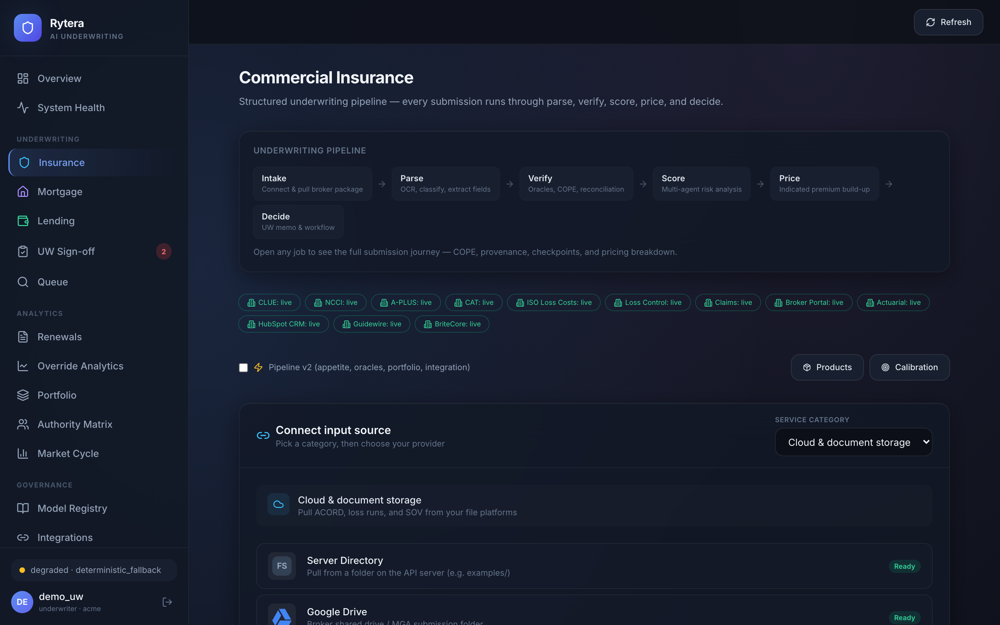 Rytera
AI UNDERWRITING
Overview
System Health
UNDERWRITING
Insurance
Mortgage
Lending
UW Sign-off
2
Queue
ANALYTICS
Renewals
Override Analytics
Portfolio
Authority Matrix
Market Cycle
GOVERNANCE
Model Registry
Integrations
degraded · deterministic_fallback
DE
demo_uw
underwriter · acme
Refresh
Commercial Insurance
Structured underwriting pipeline — every submission runs through parse, verify, score, price, and decide.
UNDERWRITING PIPELINE
Intake
Connect & pull broker package
Parse
OCR, classify, extract fields
Verify
Oracles, COPE, reconciliation
Score
Multi-agent risk analysis
Price
Indicated premium build-up
Decide
UW memo & workflow
Open any job to see the full submission journey — COPE, provenance, checkpoints, and pricing breakdown.
CLUE: live
NCCI: live
A-PLUS: live
CAT: live
ISO Loss Costs: live
Loss Control: live
Claims: live
Broker Portal: live
Actuarial: live
HubSpot CRM: live
Guidewire: live
BriteCore: live
Pipeline v2 (appetite, oracles, portfolio, integration)
Products
Calibration
Connect input source
Pick a category, then choose your provider
SERVICE CATEGORY
Cloud & document storage
Cloud & document storage
Pull ACORD, loss runs, and SOV from your file platforms
FS
Server Directory
Pull from a folder on the API server (e.g. examples/)
Ready
Google Drive
Broker shared drive / MGA submission folder
Ready